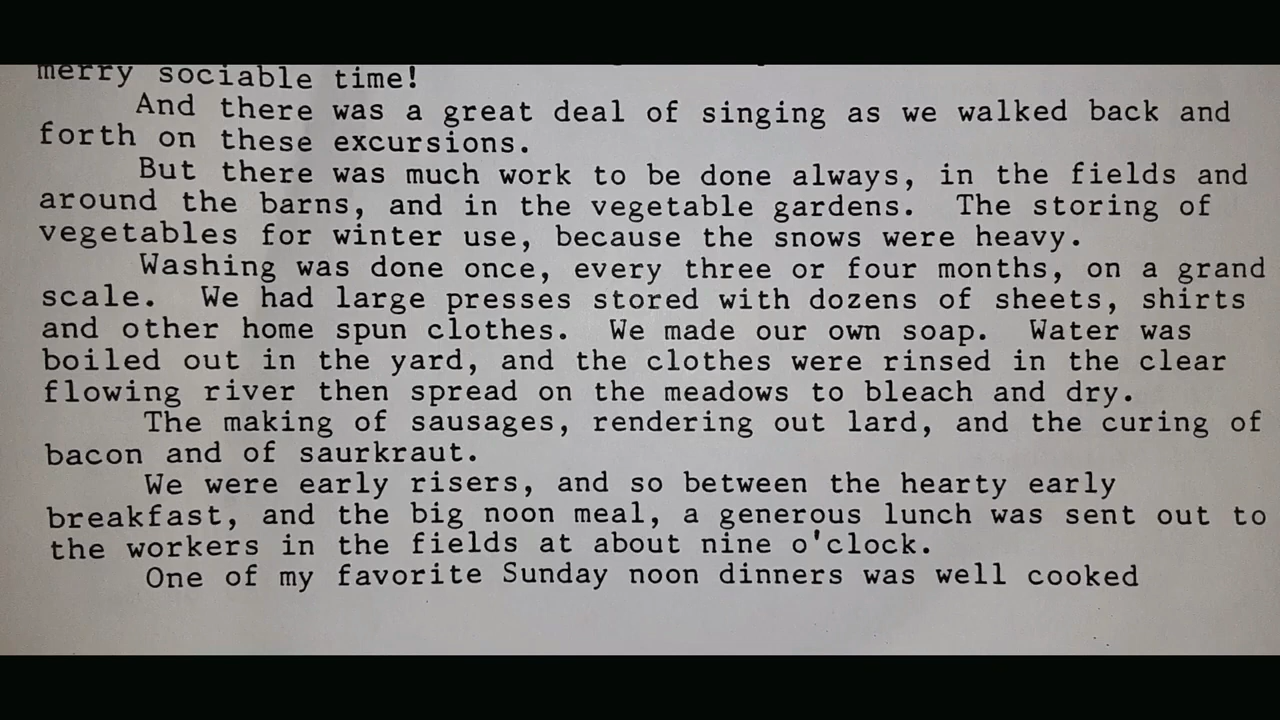 merry sociable time!
And there was a great deal of singing as we walked back and
forth on these excursions.
But there was much work to be done always, in the fields and
around the barns, and in the vegetable gardens.  The storing of
vegetables for winter use, because the snows were heavy.
Washing was done once, every three or four months, on a grand
scale.  We had large presses stored with dozens of sheets, shirts
and other home spun clothes.  We made our own soap.  Water was
boiled out in the yard, and the clothes were rinsed in the clear
flowing river then spread on the meadows to bleach and dry.
The making of sausages, rendering out lard, and the curing of
bacon and of saurkraut.
We were early risers, and so between the hearty early
breakfast, and the big noon meal, a generous lunch was sent out to
the workers in the fields at about nine o'clock.
One of my favorite Sunday noon dinners was well cooked